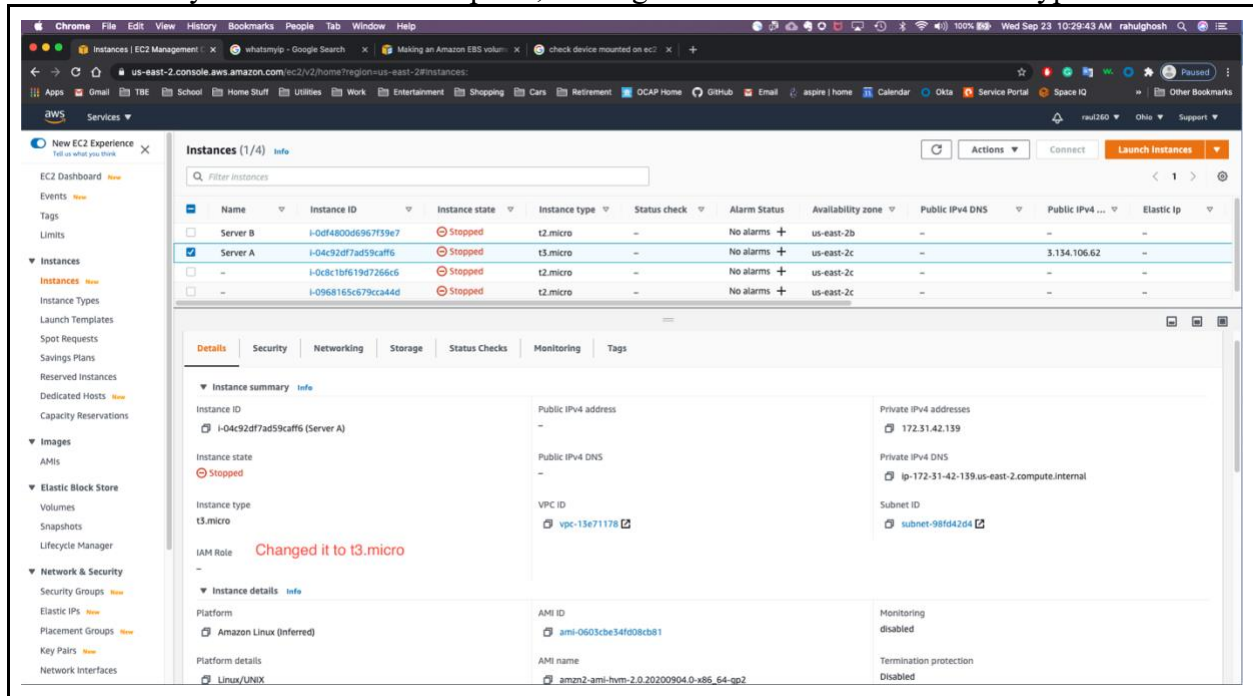 Chrome File Edit View History Bookmarks People Tab Window Help 100% Wed Sep 23 10:29:43 AM rahulghosh
Instances | EC2 Management C × whatsmyip - Google Search × Making an Amazon EBS volum × check device mounted on ec2 × +
us-east-2.console.aws.amazon.com/ec2/v2/home?region=us-east-2#Instances: Paused
Apps Gmail TBE School Home Stuff Utilities Work Entertainment Shopping Cars Retirement OCAP Home GitHub Email aspire | home Calendar Okta Service Portal Space IQ » Other Bookmarks
aws Services ▼ raul260 ▼ Ohio ▼ Support ▼
New EC2 Experience
Tell us what you think
Instances (1/4) Info
Actions ▼ Connect Launch Instances ▼
EC2 Dashboard New
Filter instances
< 1 >
Events New
Tags
Limits
Name Instance ID Instance state Instance type Status check Alarm Status Availability zone Public IPv4 DNS Public IPv4 ... Elastic Ip
Server B i-0df4800d6967f39e7 Stopped t2.micro – No alarms + us-east-2b – – –
Server A i-04c92df7ad59caff6 Stopped t3.micro – No alarms + us-east-2c – 3.134.106.62 –
– i-0c8c1bf619d7266c6 Stopped t2.micro – No alarms + us-east-2c – – –
– i-0968165c679cca44d Stopped t2.micro – No alarms + us-east-2c – – –
▼ Instances
Instances New
Instance Types
Launch Templates
Spot Requests
Savings Plans
Reserved Instances
Dedicated Hosts New
Capacity Reservations
▼ Images
AMIs
▼ Elastic Block Store
Volumes
Snapshots
Lifecycle Manager
▼ Network & Security
Security Groups New
Elastic IPs New
Placement Groups New
Key Pairs New
Network Interfaces
Details Security Networking Storage Status Checks Monitoring Tags
▼ Instance summary Info
Instance ID Public IPv4 address Private IPv4 addresses
i-04c92df7ad59caff6 (Server A) – 172.31.42.139
Instance state Public IPv4 DNS Private IPv4 DNS
Stopped – ip-172-31-42-139.us-east-2.compute.internal
Instance type VPC ID Subnet ID
t3.micro vpc-13e71178 subnet-98fd42d4
IAM Role Changed it to t3.micro
–
▼ Instance details Info
Platform AMI ID Monitoring
Amazon Linux (Inferred) ami-0603cbe34fd08cb81 disabled
Platform details AMI name Termination protection
Linux/UNIX amzn2-ami-hvm-2.0.20200904.0-x86_64-gp2 Disabled